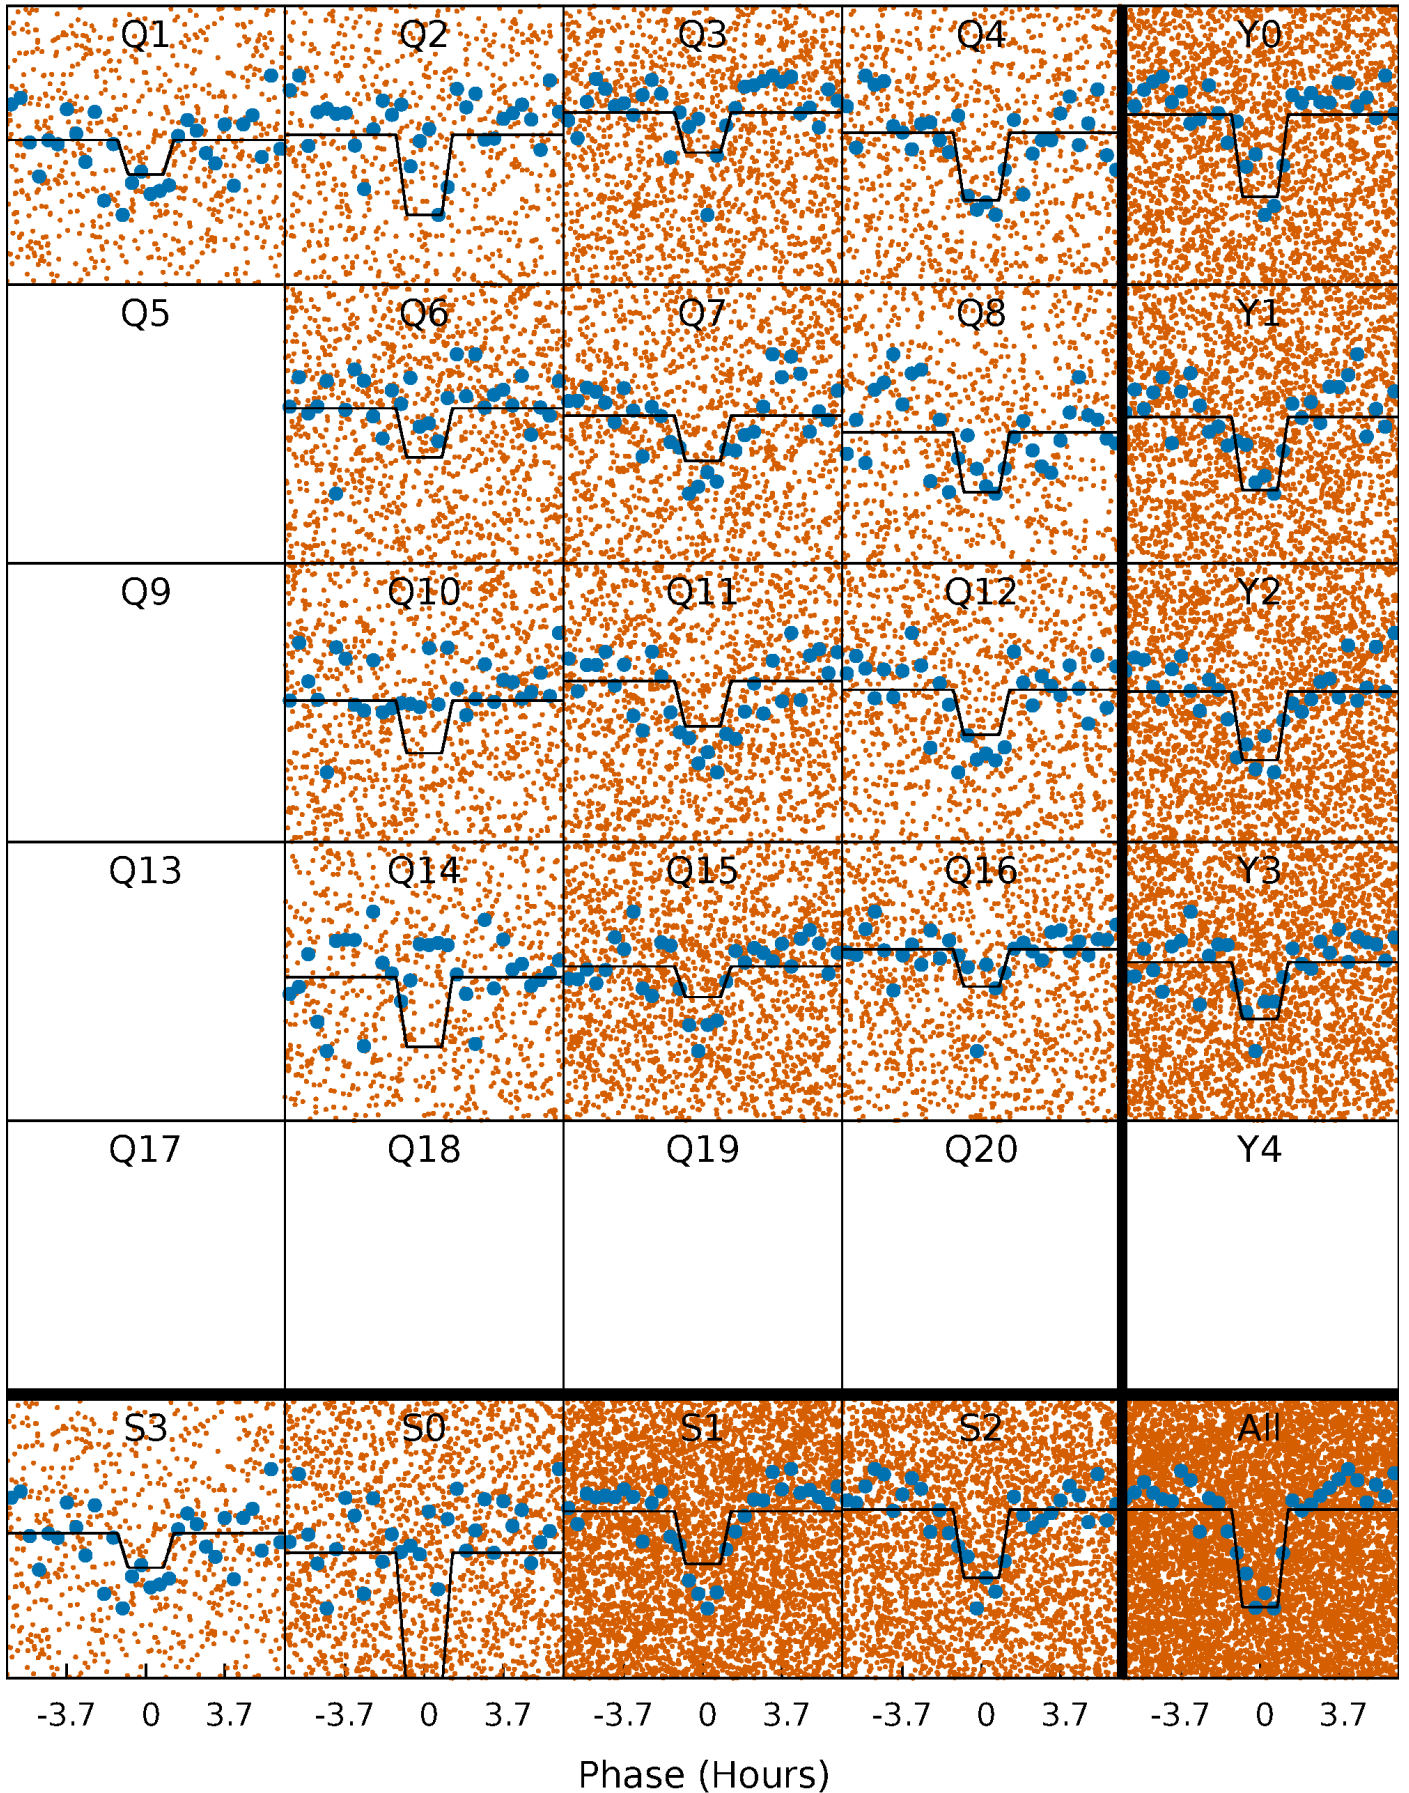 Q1 Q2 Q3 Q4 Y0
Q5 Q6 Q7 Q8 Y1
Q9 Q10 Q11 Q12 Y2
Q13 Q14 Q15 Q16 Y3
Q17 Q18 Q19 Q20 Y4
S3 S0 S1 S2 All
-3.7 0 3.7 -3.7 0 3.7 -3.7 0 3.7 -3.7 0 3.7 -3.7 0 3.7
Phase (Hours)